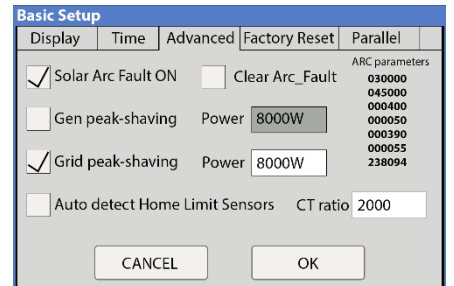 Basic Setup
Display Time Advanced Factory Reset Parallel
ARC parameters
Solar Arc Fault ON Clear Arc_Fault 030000
045000
000400
Gen peak-shaving Power 8000W 000050
000390
000055
Grid peak-shaving Power 8000W 238094
Auto detect Home Limit Sensors CT ratio 2000
CANCEL OK